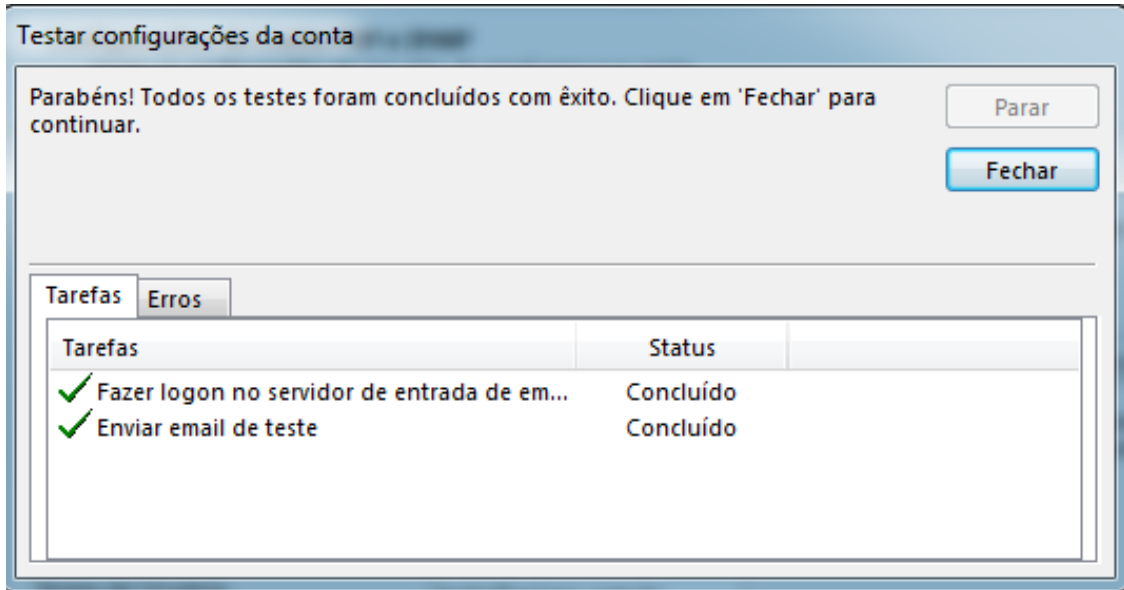 Testar configurações da conta
Parabéns! Todos os testes foram concluídos com êxito. Clique em 'Fechar' para
continuar.
Parar
Fechar
Tarefas
Erros
Tarefas Status
Fazer logon no servidor de entrada de em... Concluído
Enviar email de teste Concluído